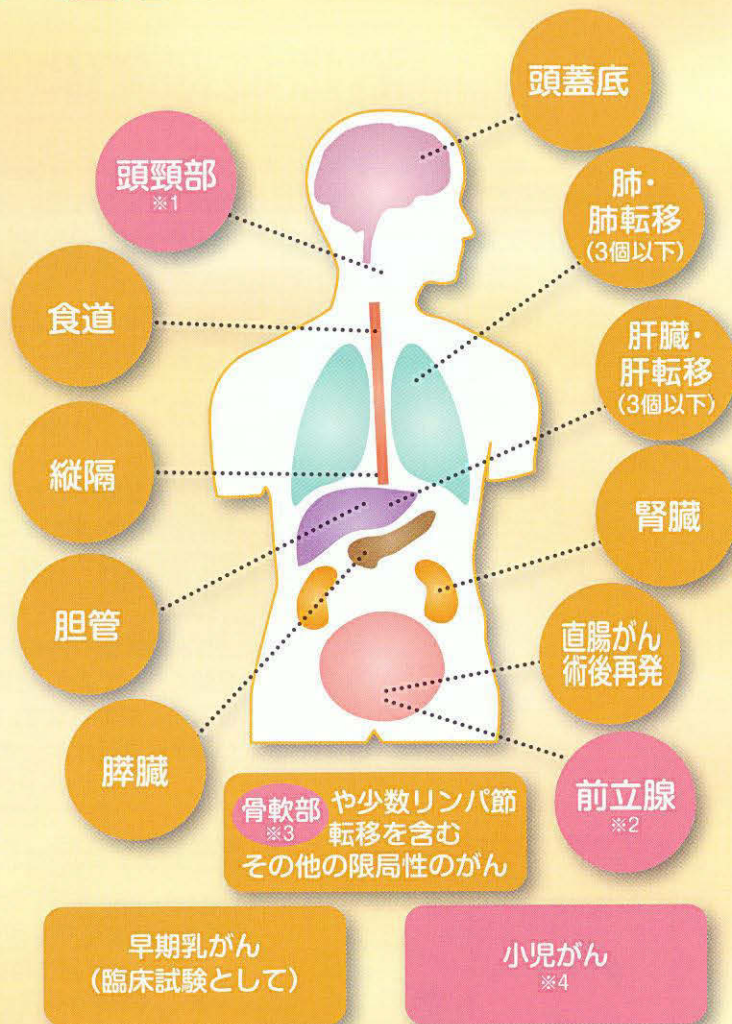 頭蓋底
頭頸部
※1
肺・
肺転移
(3個以下)
食道
肝臓・
肝転移
(3個以下)
縦隔
腎臓
胆管
直腸がん
術後再発
膵臓
前立腺
※2
骨軟部
※3
や少数リンパ節
転移を含む
その他の限局性のがん
早期乳がん
(臨床試験として)
小児がん
※4